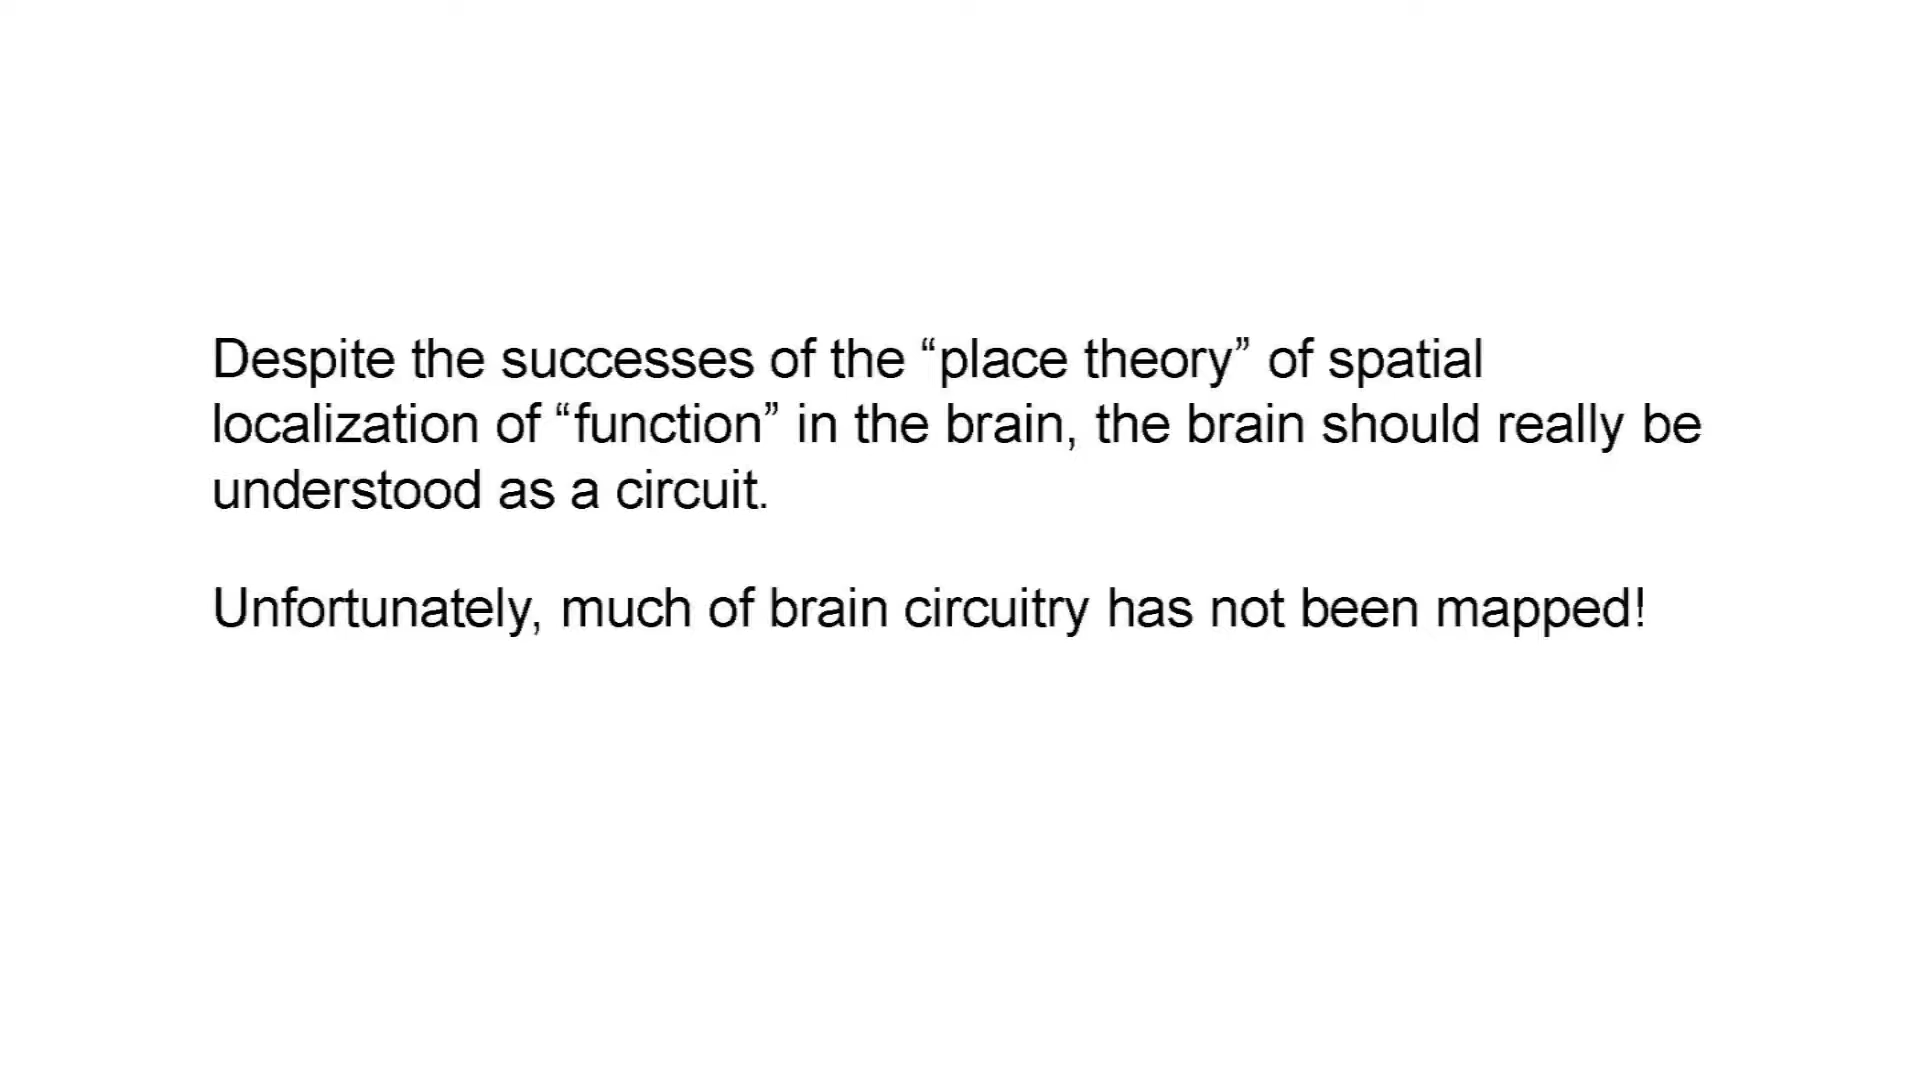 Despite the successes of the “place theory” of spatial
localization of “function” in the brain, the brain should really be
understood as a circuit.
Unfortunately, much of brain circuitry has not been mapped!